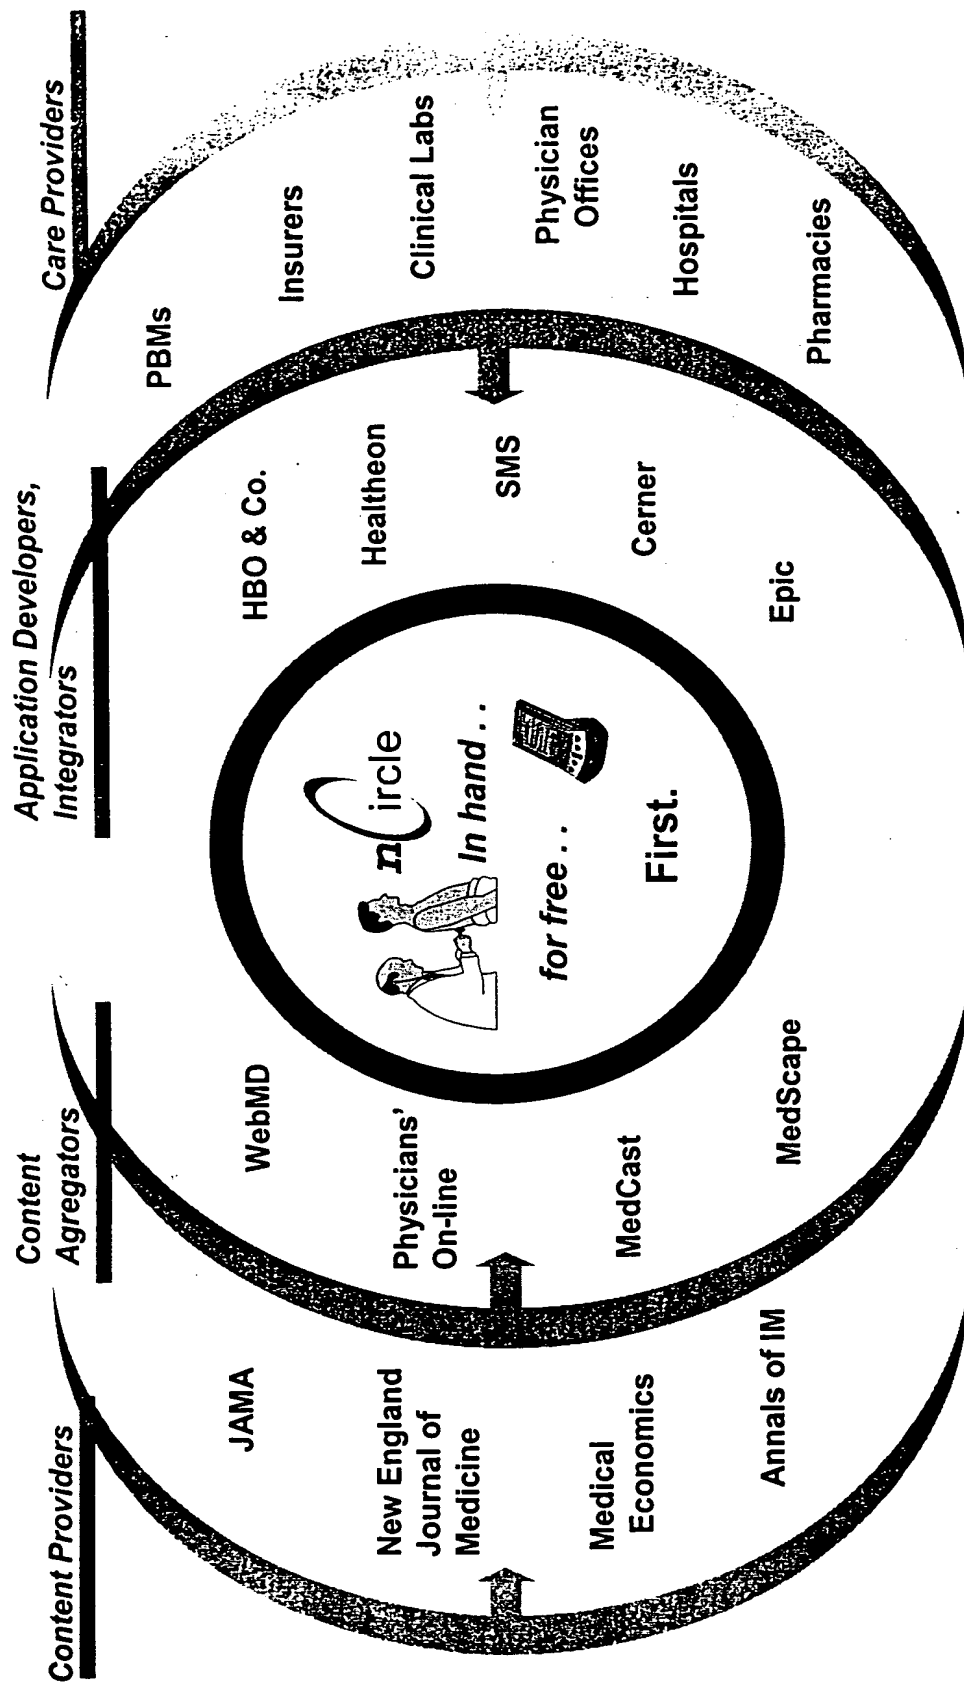 Content Providers
Content
Agregators
Application Developers,
Integrators
Care Providers
JAMA
New England
Journal of
Medicine
Medical
Economics
Annals of IM
WebMD
Physicians'
On-line
MedCast
MedScape
nCircle
In hand . .
for free . . .
First.
HBO & Co.
Healtheon
SMS
Cerner
Epic
PBMs
Insurers
Clinical Labs
Physician
Offices
Hospitals
Pharmacies